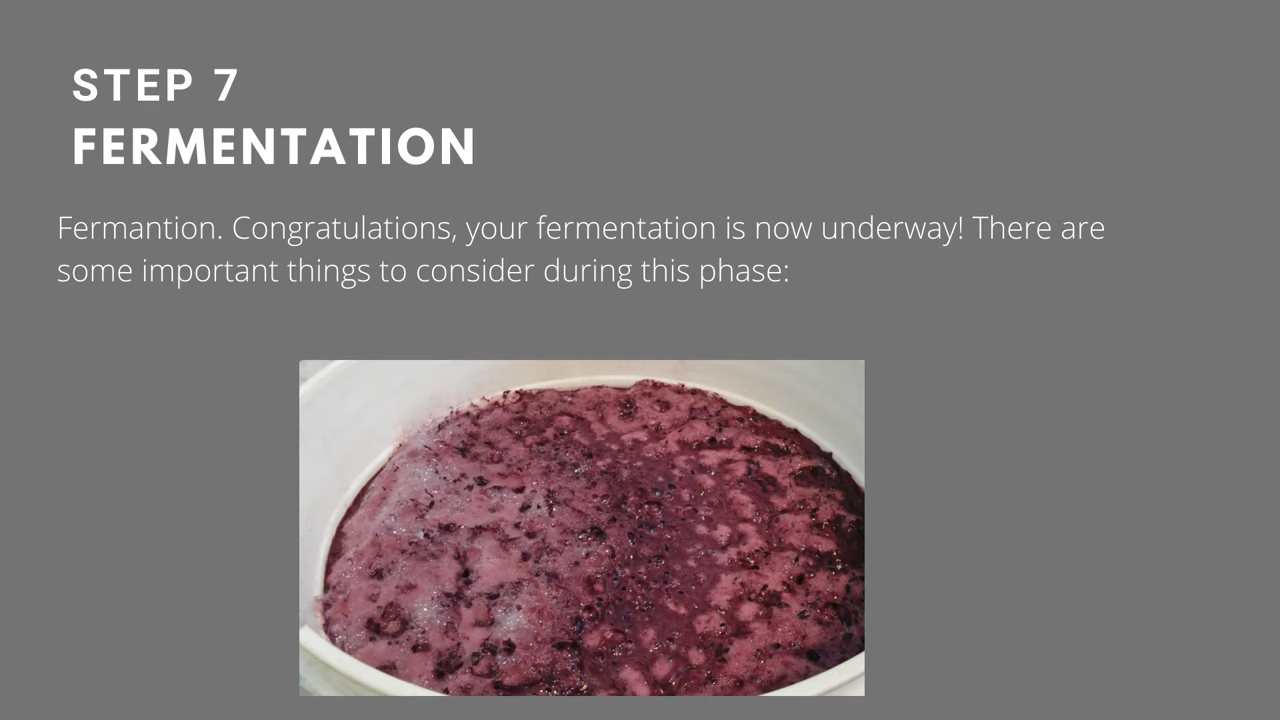 STEP 7
FERMENTATION
Fermantion. Congratulations, your fermentation is now underway! There are
some important things to consider during this phase: